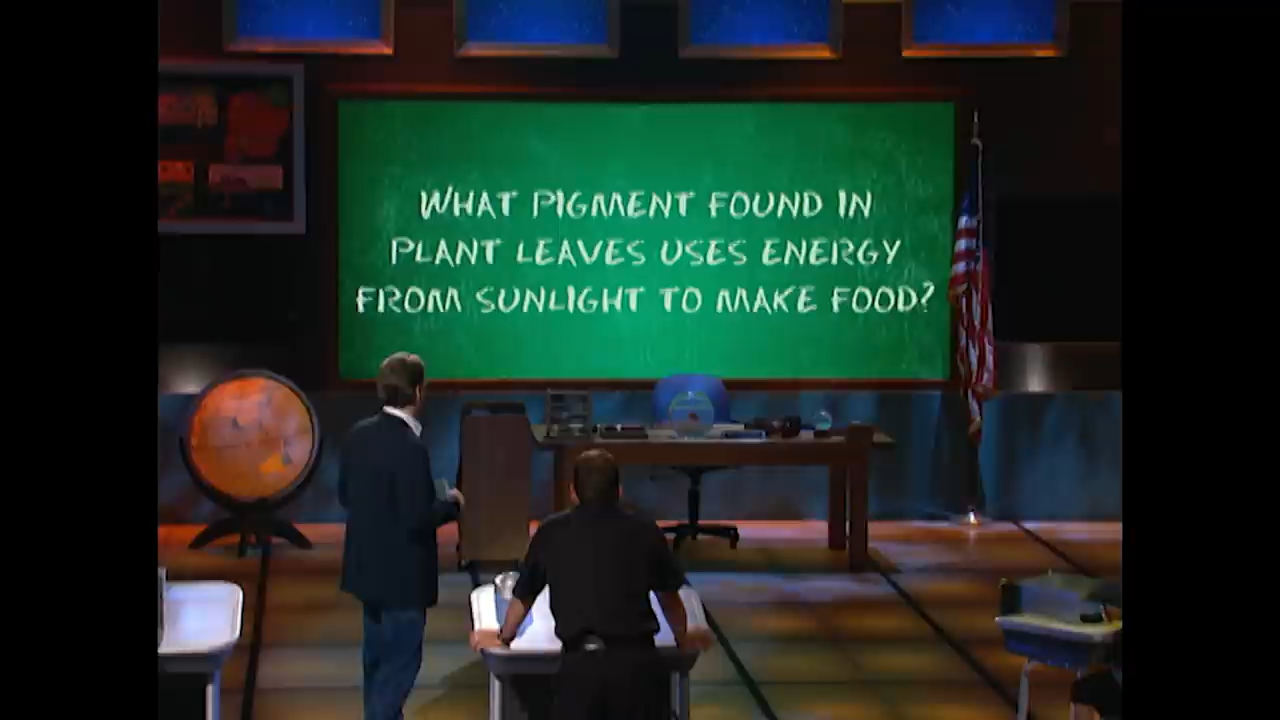 WHAT PIGMENT FOUND IN
PLANT LEAVES USES ENERGY
FROM SUNLIGHT TO MAKE FOOD?